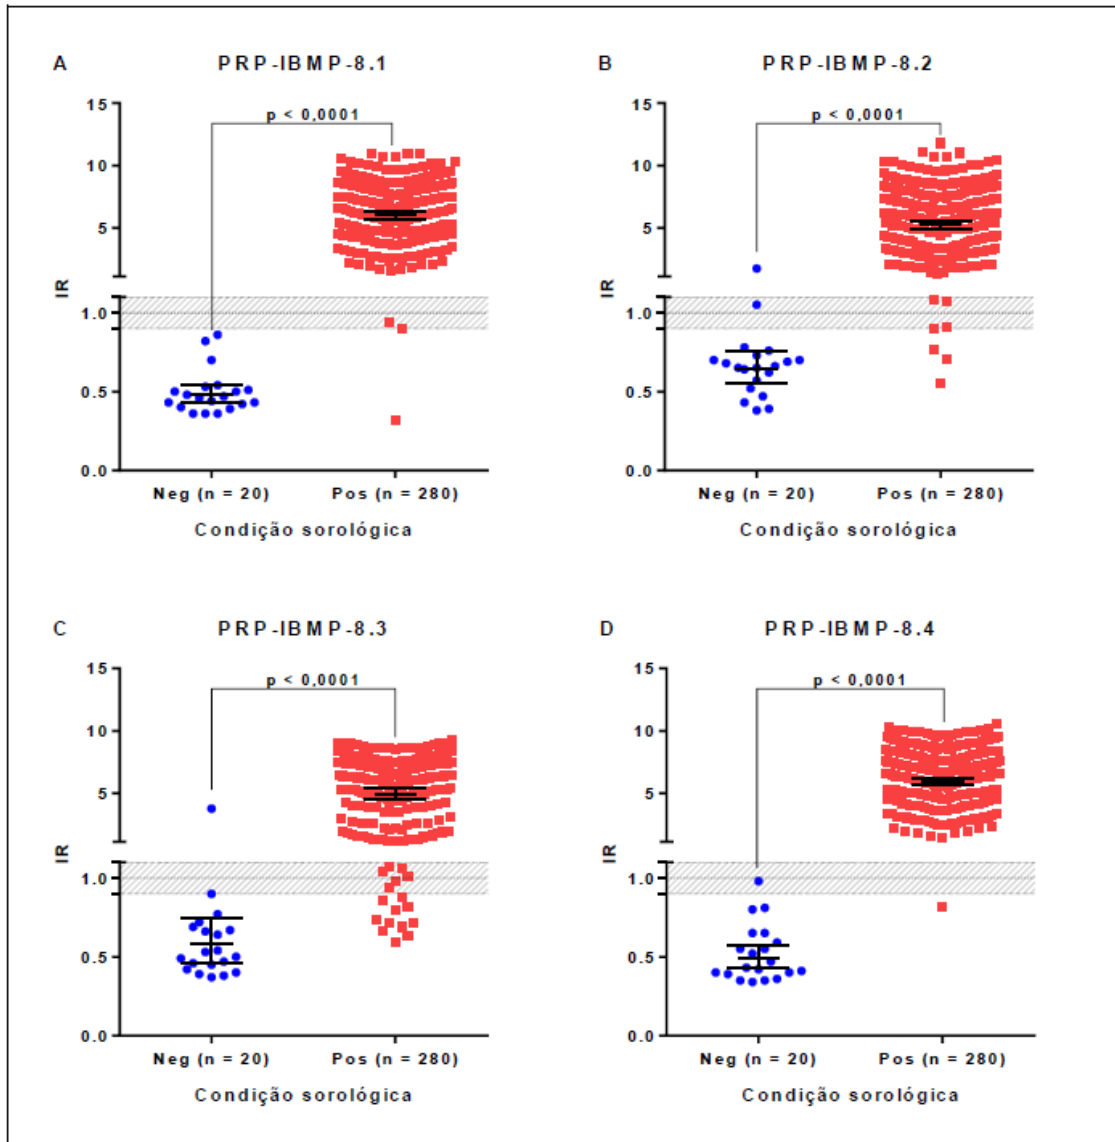 A PRP-IBMP-8.1
p < 0,0001
15
10
5
IR
1.0
0.5
0.0
Neg (n = 20) Pos (n = 280)
Condição sorológica
B PRP-IBMP-8.2
p < 0,0001
15
10
5
IR
1.0
0.5
0.0
Neg (n = 20) Pos (n = 280)
Condição sorológica
C PRP-IBMP-8.3
p < 0,0001
15
10
5
IR
1.0
0.5
0.0
Neg (n = 20) Pos (n = 280)
Condição sorológica
D PRP-IBMP-8.4
p < 0,0001
15
10
5
IR
1.0
0.5
0.0
Neg (n = 20) Pos (n = 280)
Condição sorológica